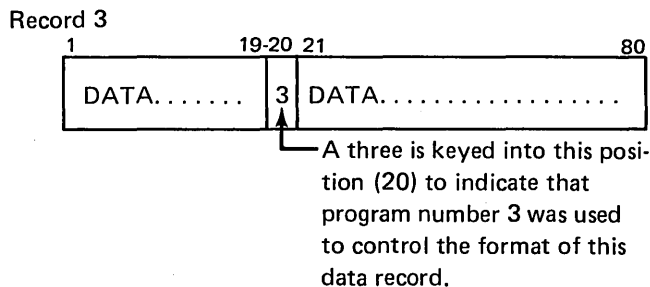 Record 3
1 19-20 21 80
DATA....... 3 DATA...................
A three is keyed into this posi-
tion (20) to indicate that
program number 3 was used
to control the format of this
data record.